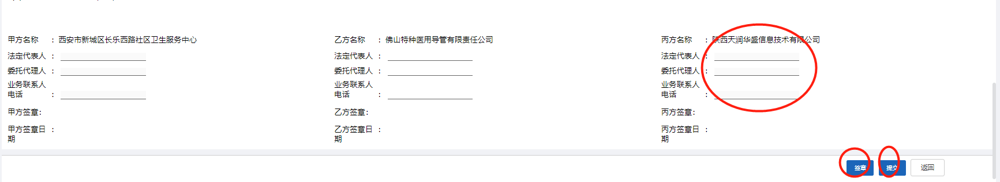 甲方名称 ： 西安市新城区长乐西路社区卫生服务中心
法定代表人 ：
委托代理人 ：
业务联系人
电话 ：
甲方签章:
甲方签章日 ：
期
乙方名称 ： 佛山特种医用导管有限责任公司
法定代表人 ：
委托代理人 ：
业务联系人
电话 ：
乙方签章:
乙方签章日 ：
期
丙方名称 ： 陕西天润华盛信息技术有限公司
法定代表人 ：
委托代理人 ：
业务联系人
电话 ：
丙方签章:
丙方签章日 ：
期
签章 提交 返回